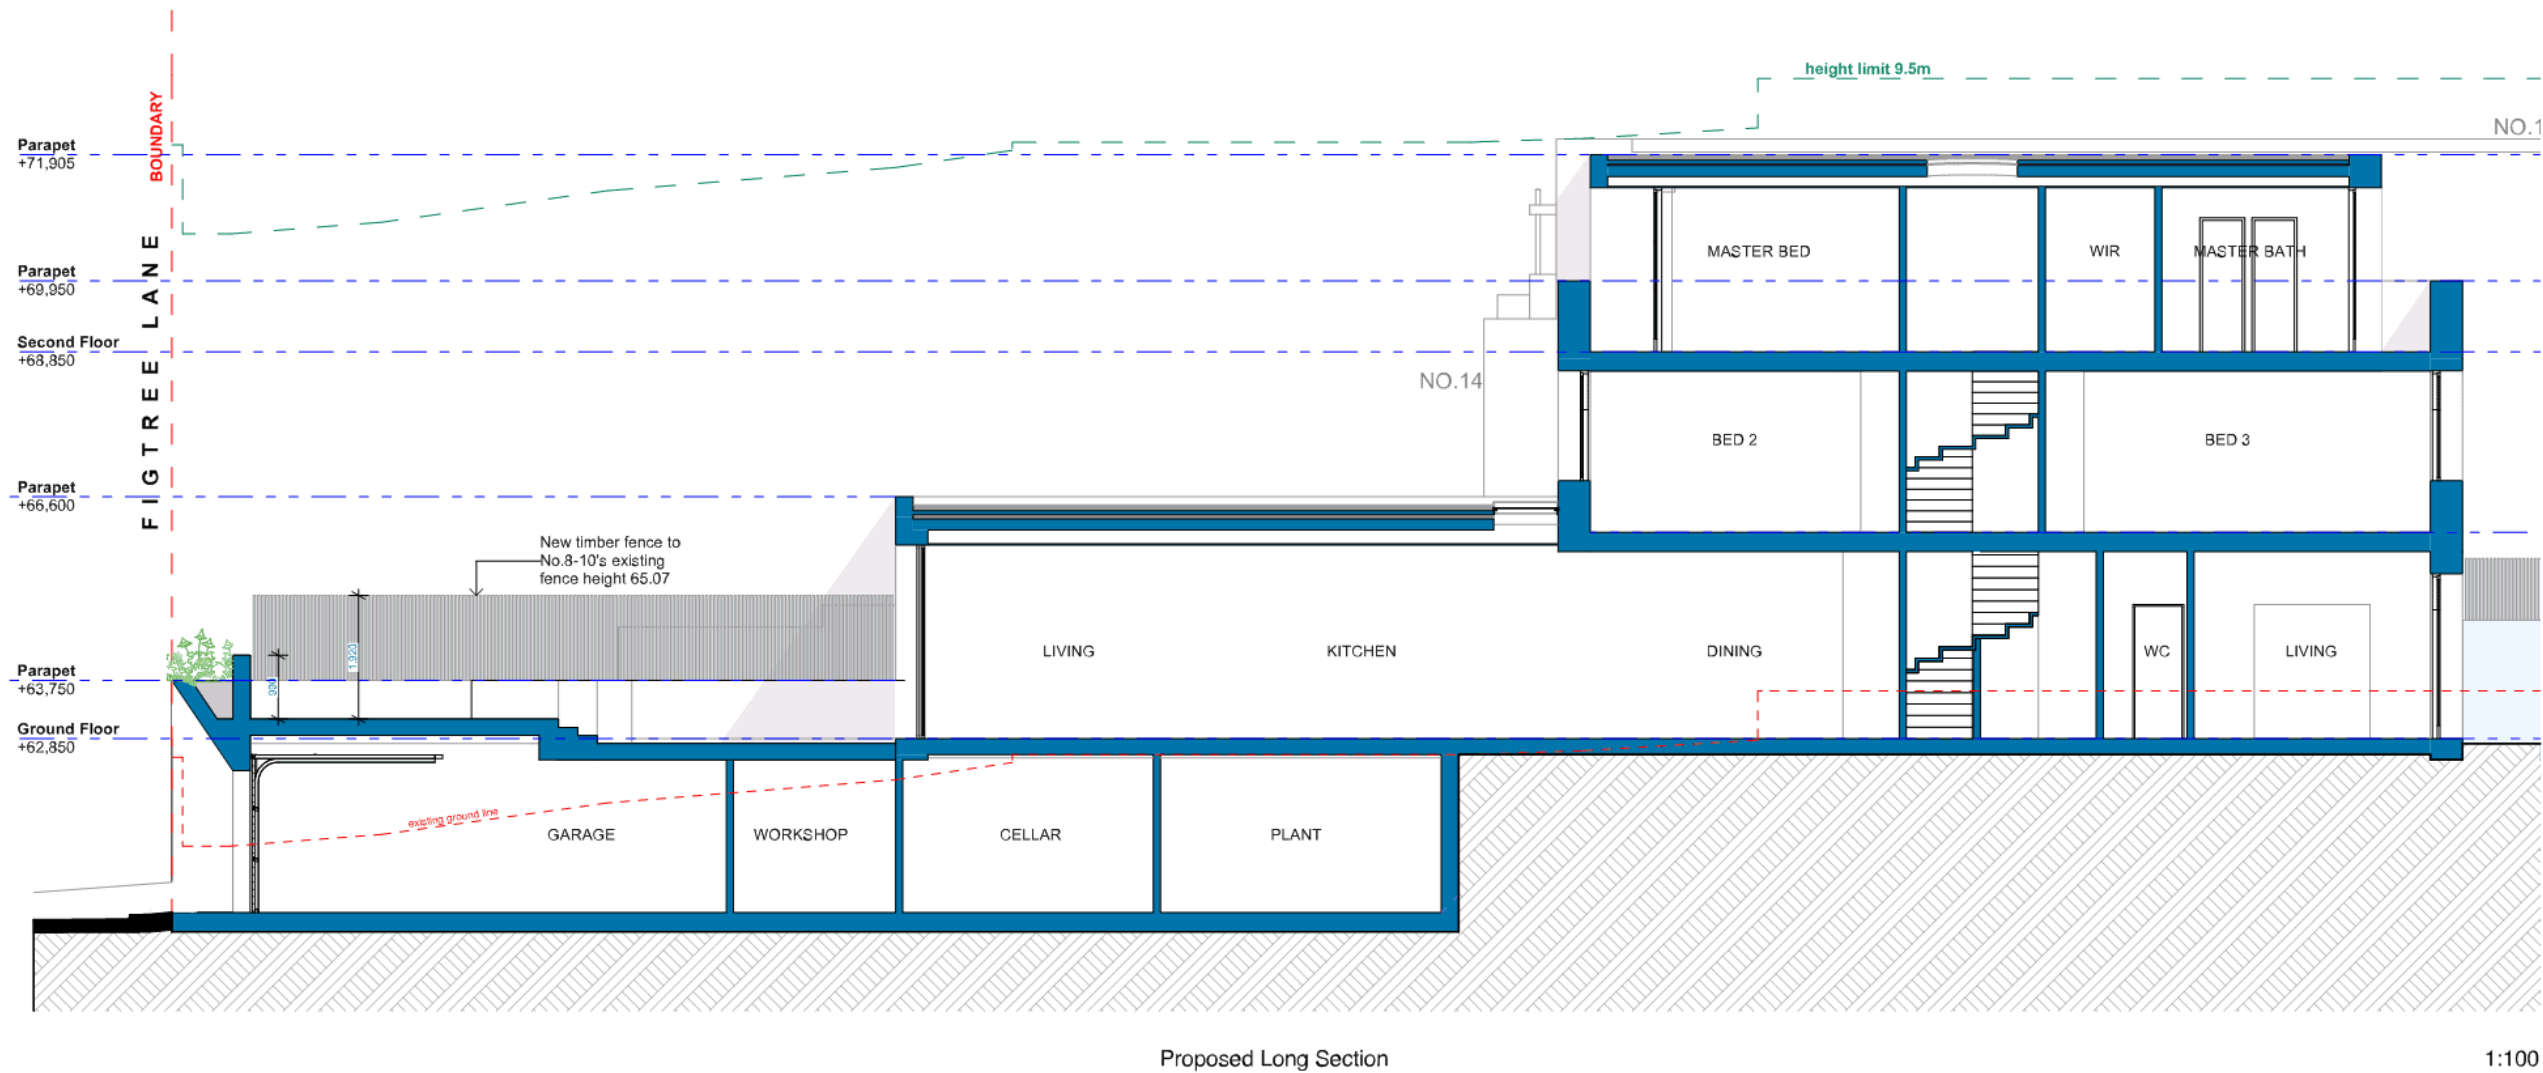 height limit 9.5m
BOUNDARY
NO.1
Parapet
+71,905
FIGTREE LANE
MASTER BED
WIR
MASTER BATH
Parapet
+69,950
Second Floor
+68,850
NO.14
BED 2
BED 3
Parapet
+66,600
New timber fence to
No.8-10's existing
fence height 65.07
LIVING
KITCHEN
DINING
WC
LIVING
1,920
Parapet
+63,750
Ground Floor
+62,850
existing ground line
GARAGE
WORKSHOP
CELLAR
PLANT
Proposed Long Section
1:100